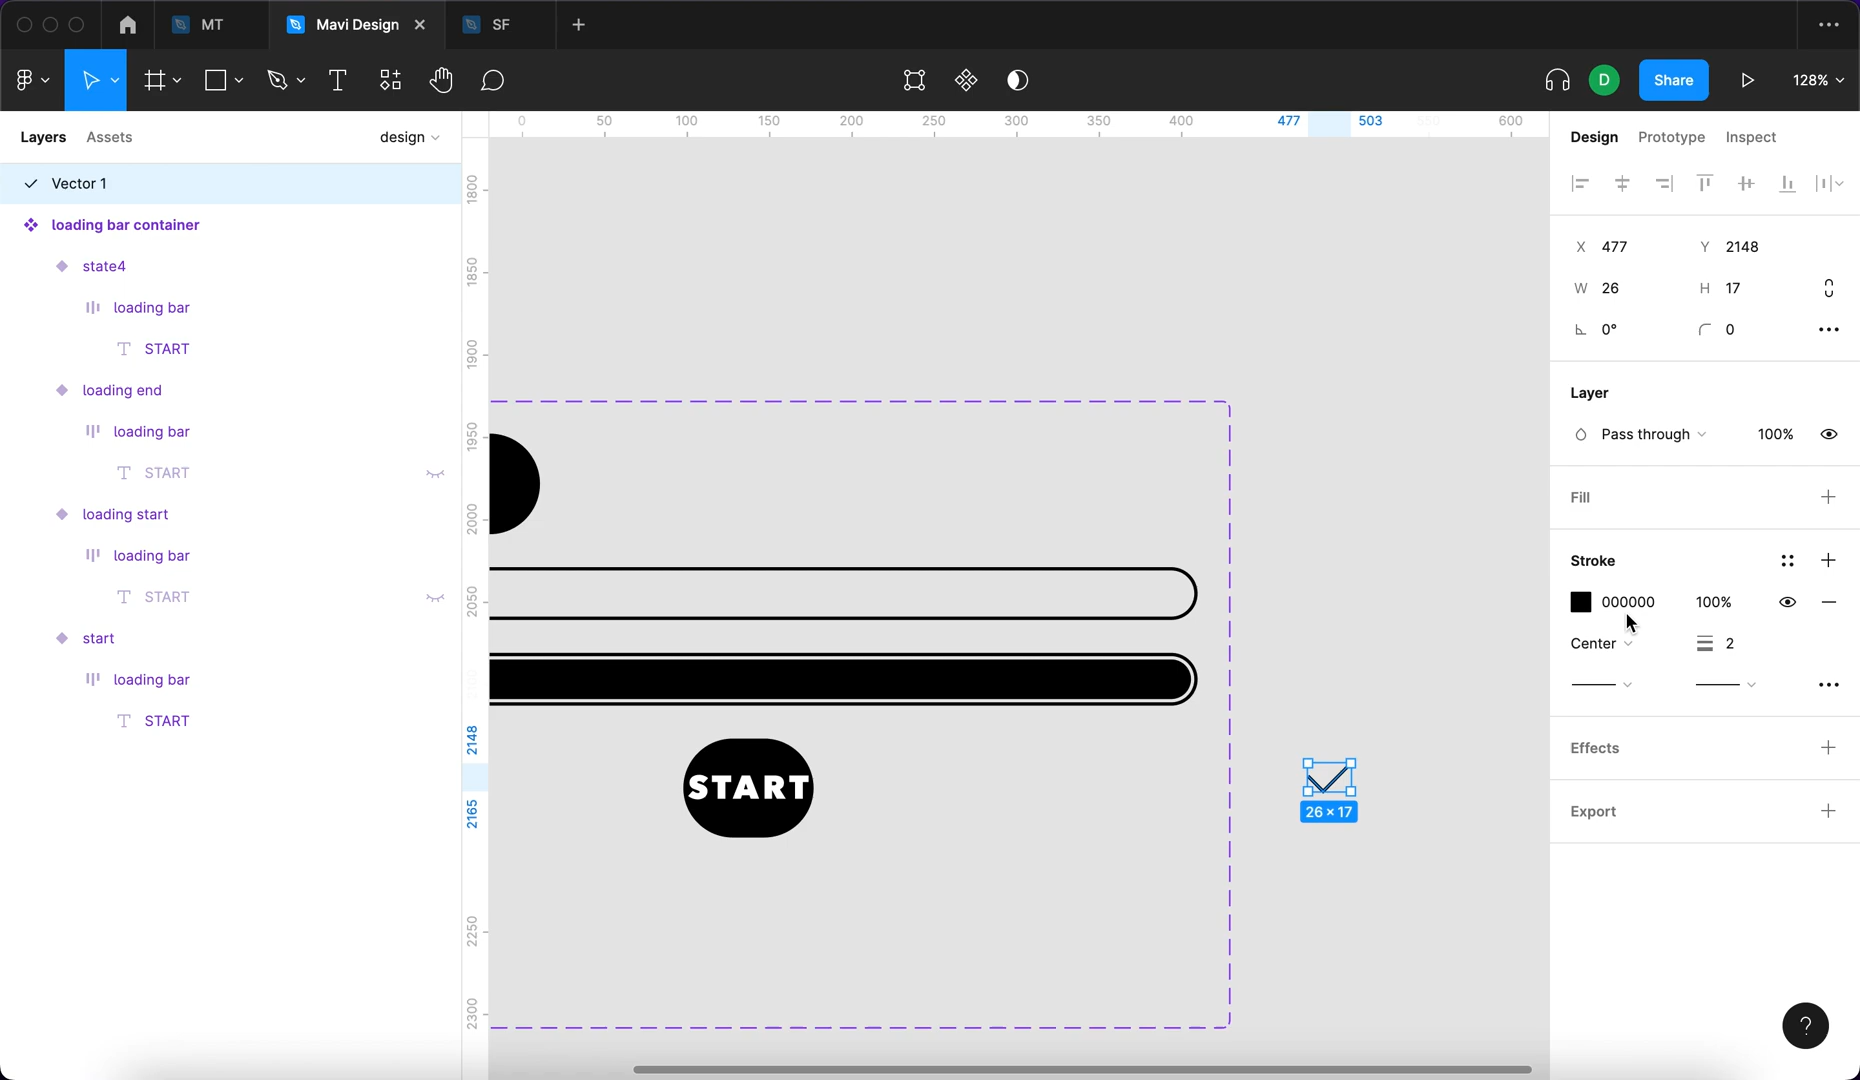 MT
Mavi Design
SF
D
Share
128%
Layers
Assets
design
Vector 1
loading bar container
state4
loading bar
START
loading end
loading bar
START
loading start
loading bar
START
start
loading bar
START
0
50
100
150
200
250
300
350
400
477
503
550
600
1800
1850
1900
1950
2000
2050
2148
2165
2250
2300
START
26 × 17
Design
Prototype
Inspect
X 477
Y 2148
W 26
H 17
0°
0
Layer
Pass through
100%
Fill
Stroke
000000
100%
Center
2
Effects
Export
?